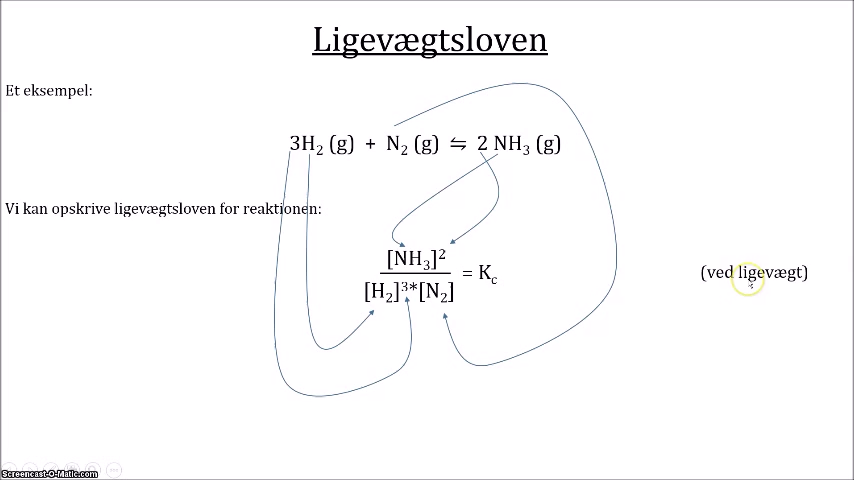 Ligevægtsloven
Et eksempel:
3H₂ (g) + N₂ (g) ⇋ 2 NH₃ (g)
Vi kan opskrive ligevægtsloven for reaktionen:
[NH₃]²
[H₂]³*[N₂]
= K꜀
(ved ligevægt)
Screencast-O-Matic.com